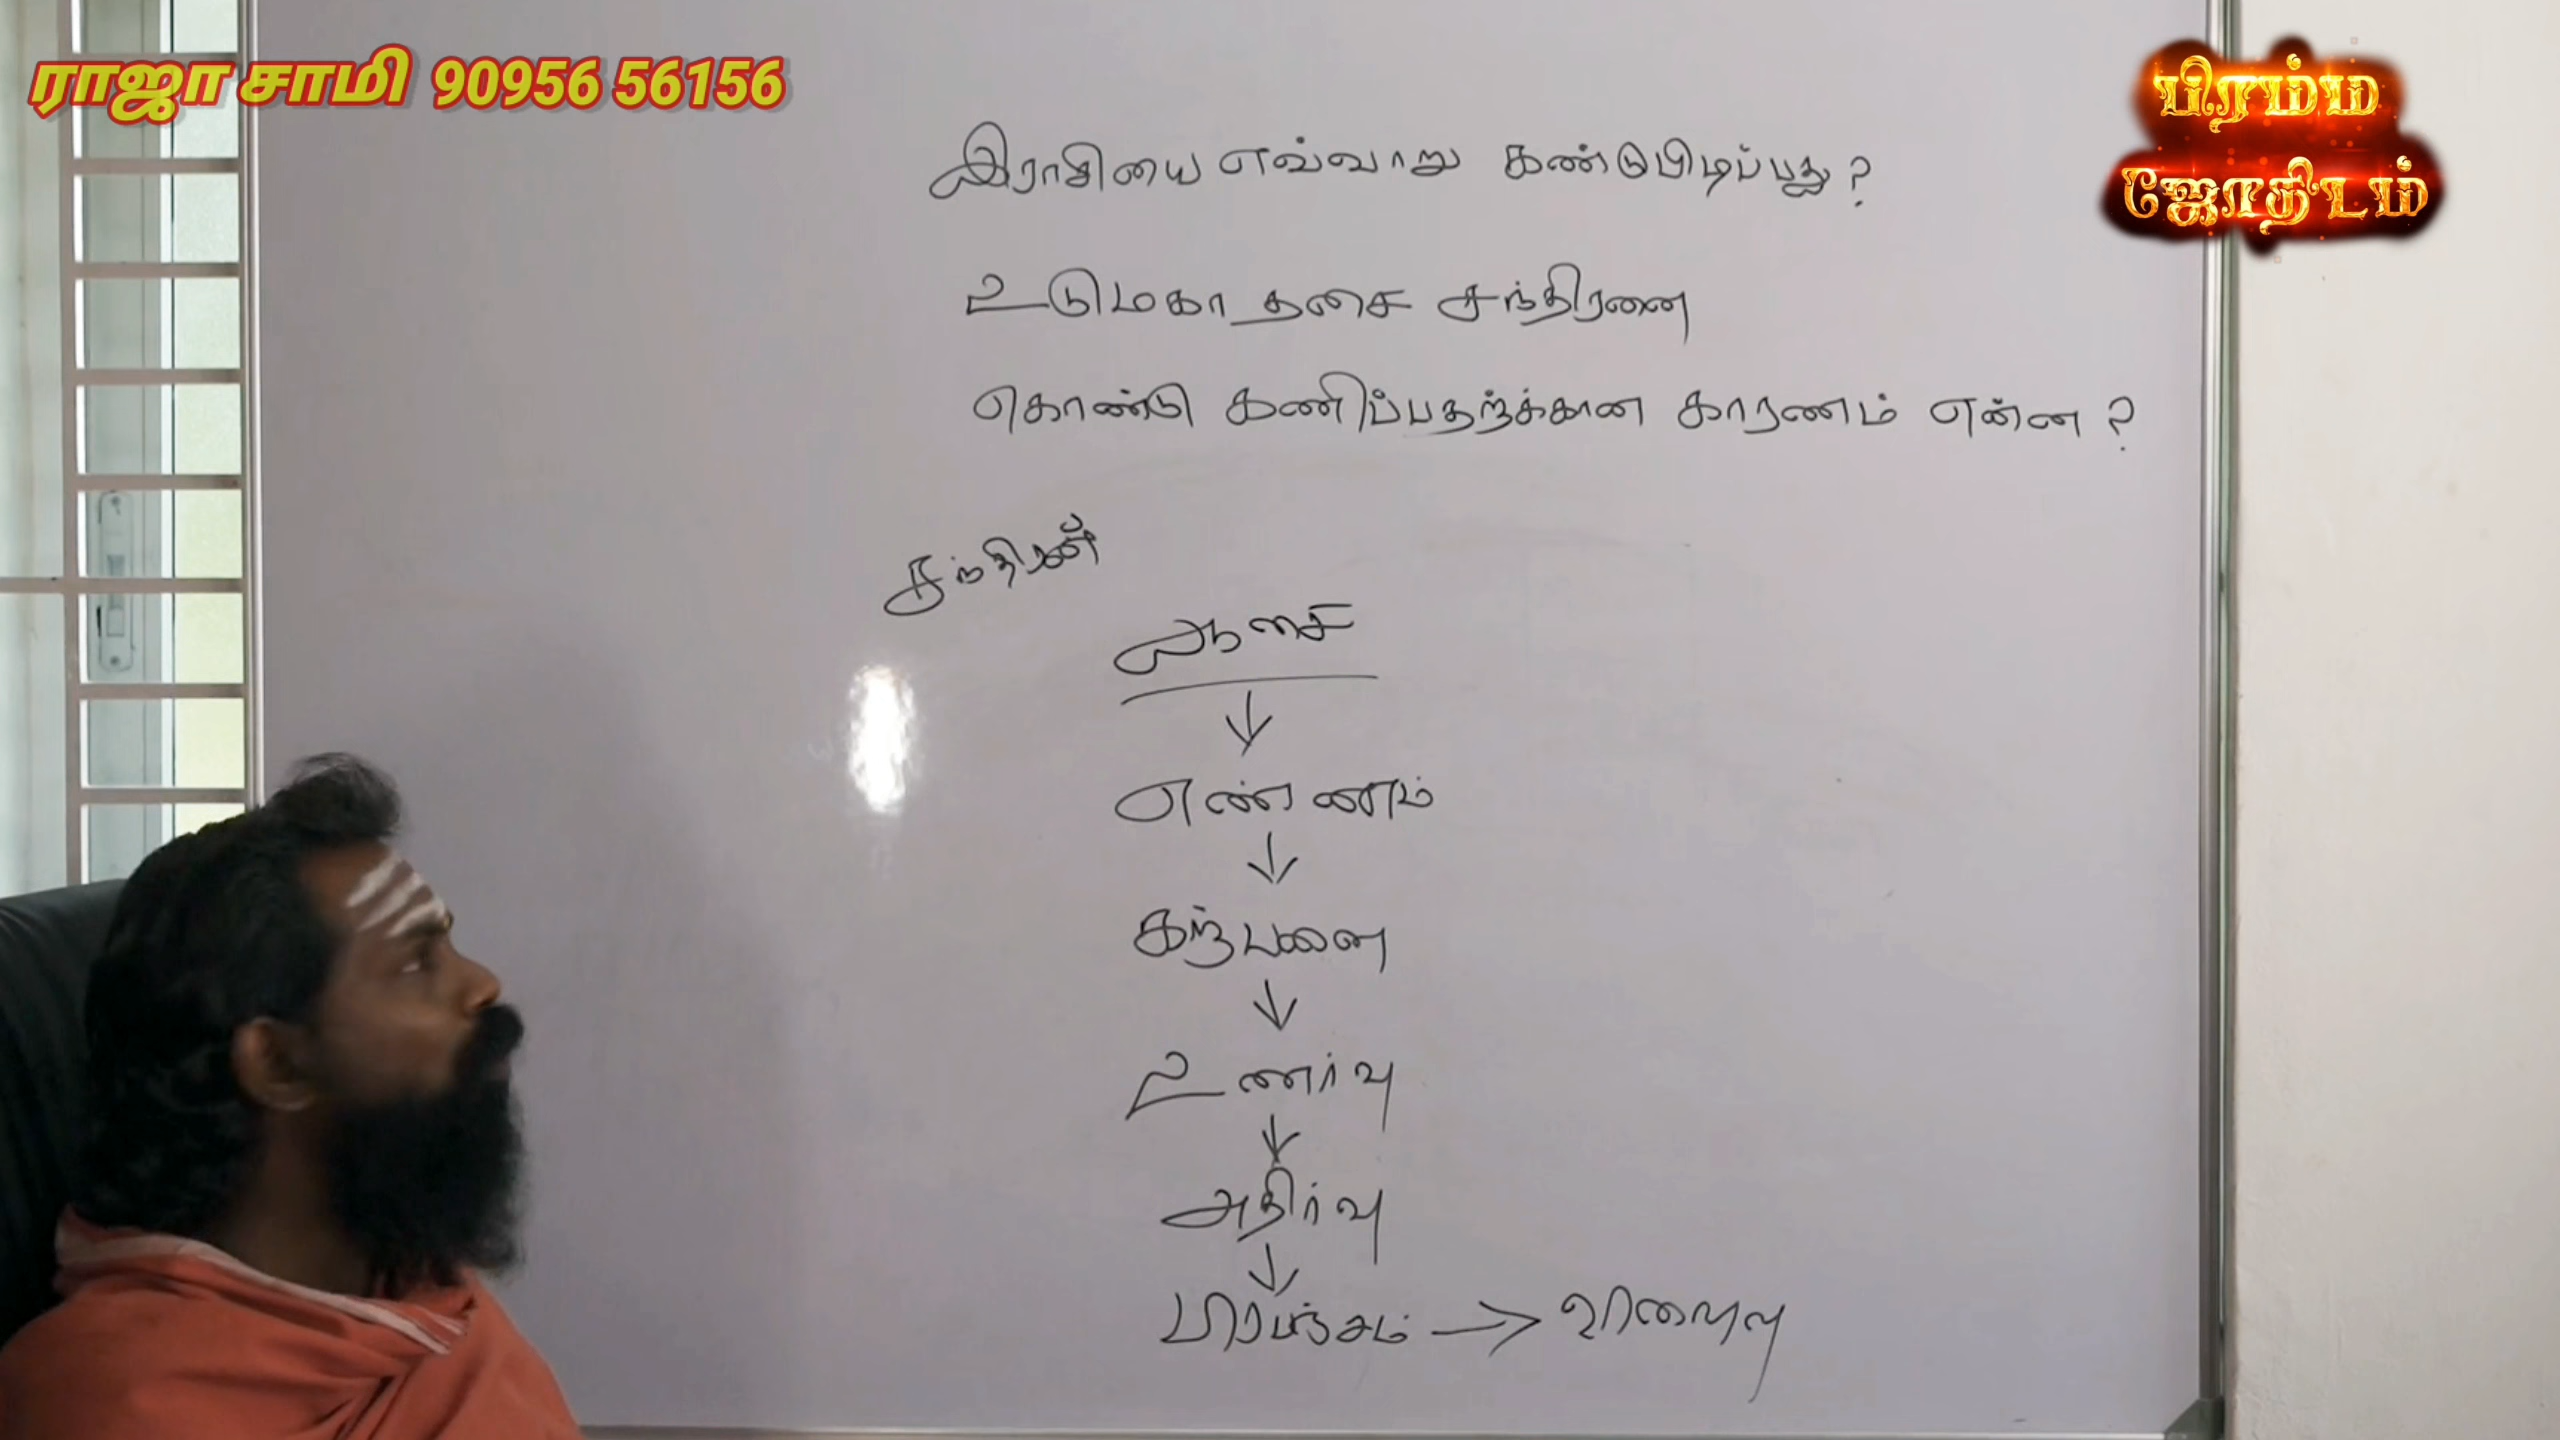 ராஜா சாமி 90956 56156
பிரம்ம
ஜோதிடம்
இராசியை எவ்வாறு கண்டுபிடிப்பது?
உடுமகா தசை சந்திரனை
கொண்டு கணிப்பதற்க்கான காரணம் என்ன?
சந்திரன்
ஆசை
↓
எண்ணம்
↓
கற்பனை
↓
உணர்வு
↓
அதிர்வு
↓
பிரபஞ்சம் → விளைவு